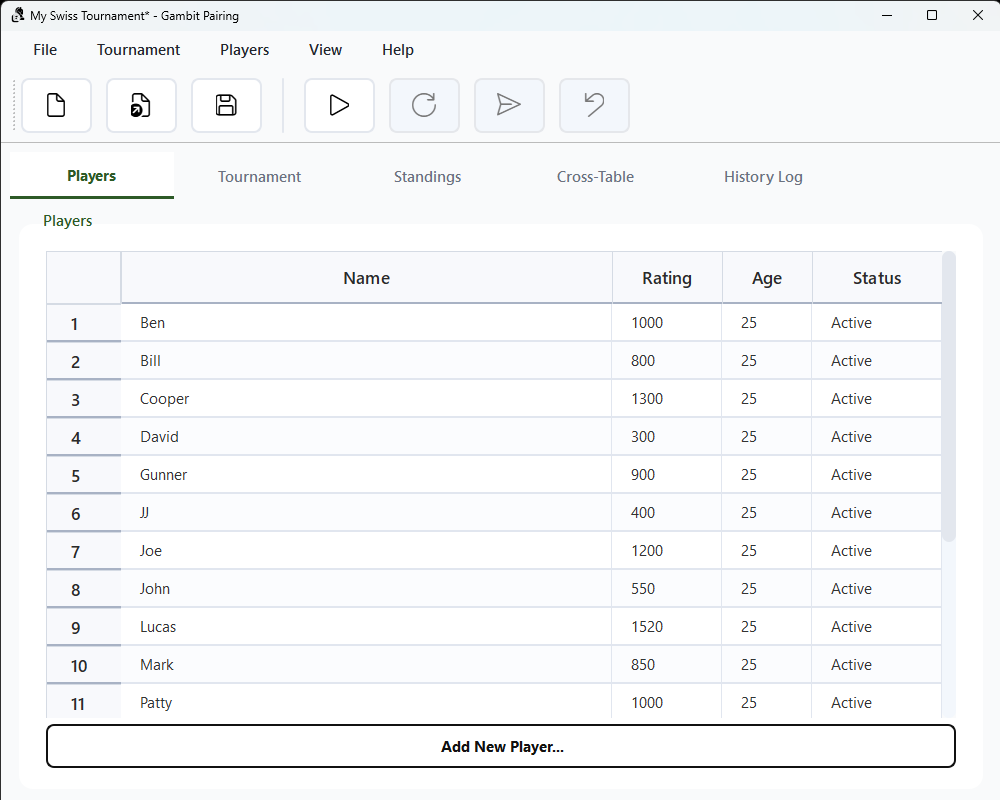 My Swiss Tournament* - Gambit Pairing
File Tournament Players View Help
Players Tournament Standings Cross-Table History Log
Players
Name Rating Age Status
1 Ben 1000 25 Active
2 Bill 800 25 Active
3 Cooper 1300 25 Active
4 David 300 25 Active
5 Gunner 900 25 Active
6 JJ 400 25 Active
7 Joe 1200 25 Active
8 John 550 25 Active
9 Lucas 1520 25 Active
10 Mark 850 25 Active
11 Patty 1000 25 Active
Add New Player...